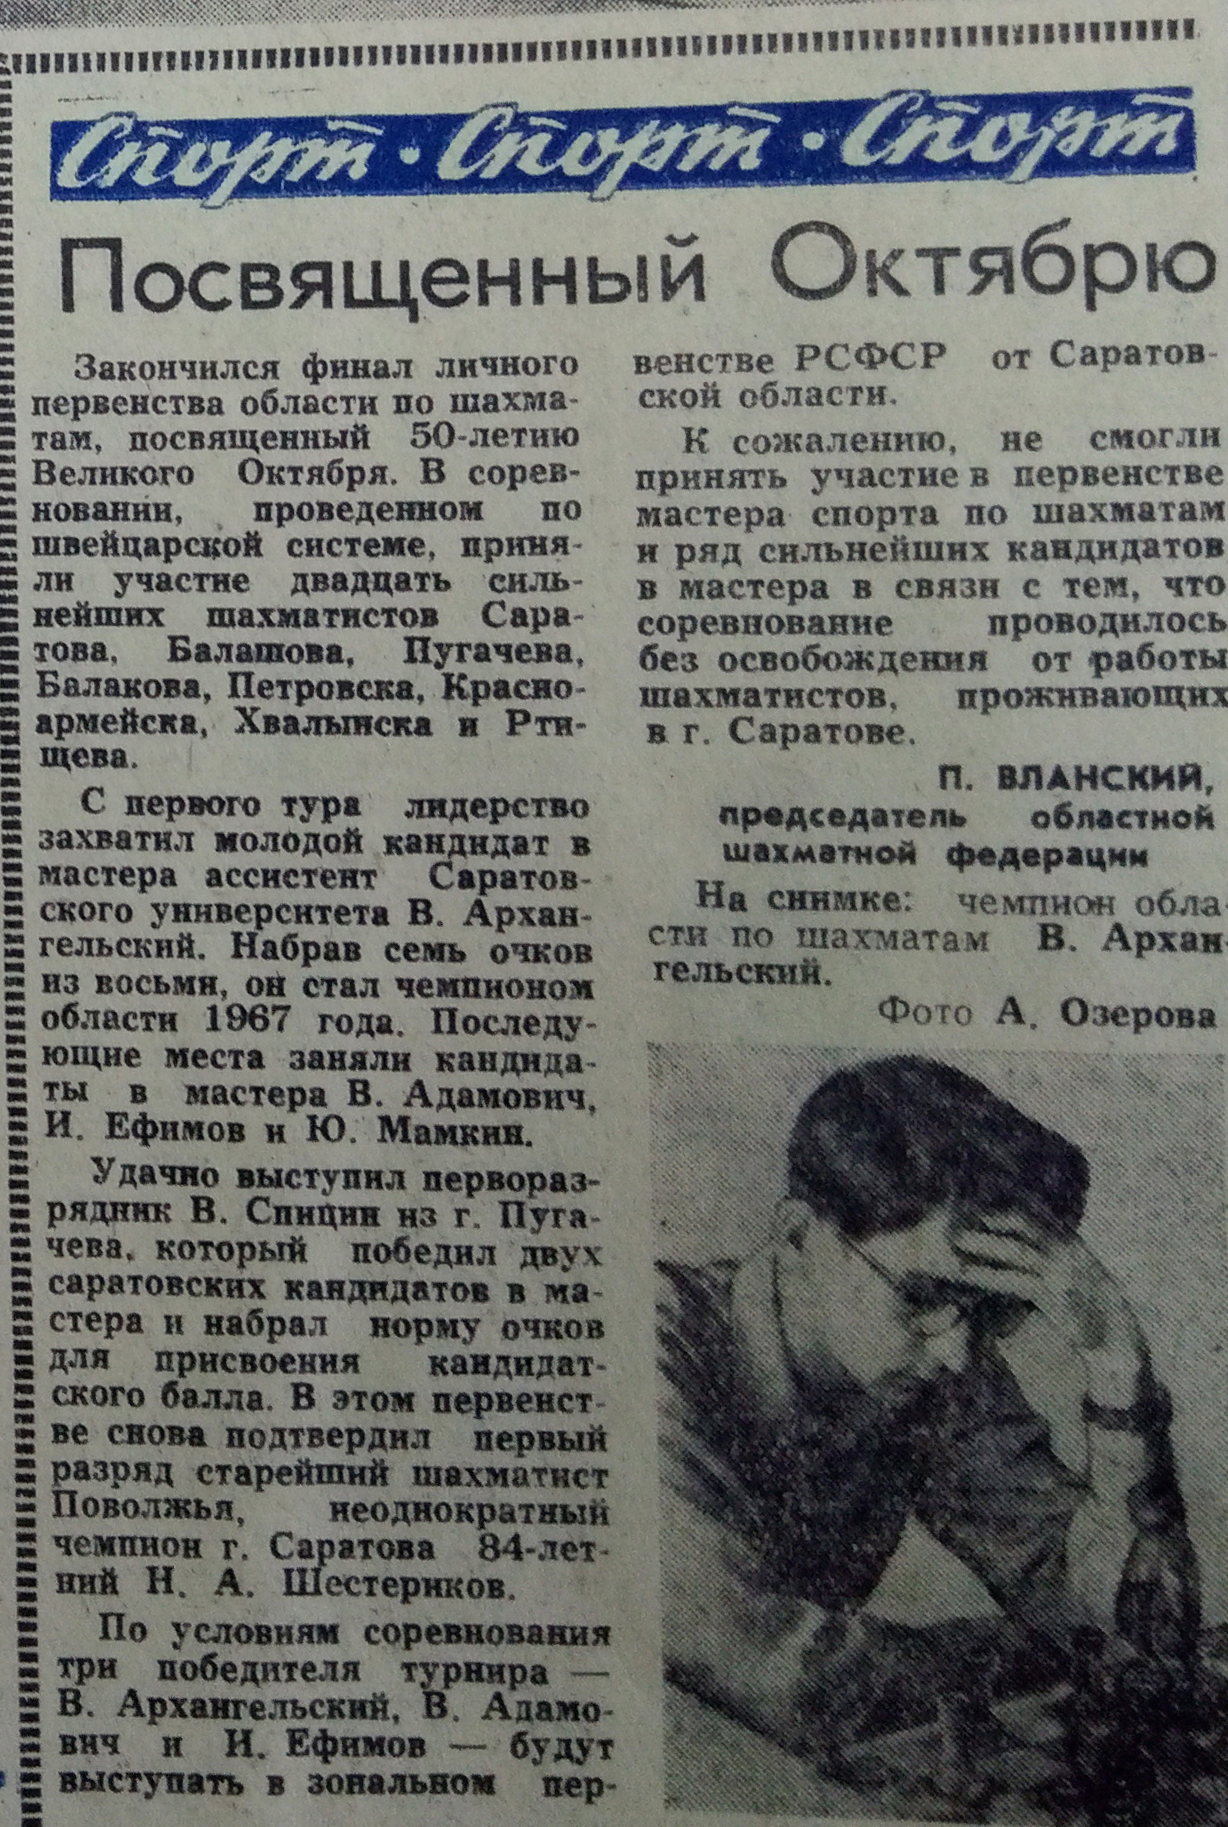 Спорт • Спорт • Спорт
Посвященный Октябрю
Закончился финал личного
первенства области по шахма-
там, посвященный 50-летию
Великого Октября. В сорев-
новании, проведенном по
швейцарской системе, приня-
ли участие двадцать силь-
нейших шахматистов Сара-
това, Балашова, Пугачева,
Балакова, Петровска, Красно-
армейска, Хвалынска и Рти-
щева.
С первого тура лидерство
захватил молодой кандидат в
мастера ассистент Саратов-
ского университета В. Архан-
гельский. Набрав семь очков
из восьми, он стал чемпионом
области 1967 года. Последу-
ющие места заняли кандида-
ты в мастера В. Адамович,
И. Ефимов и Ю. Мамкин.
Удачно выступил перворазрядник В. Спицин из г. Пуга-
чева, который победил двух
саратовских кандидатов в ма-
стера и набрал норму очков
для присвоения кандидат-
ского балла. В этом первенст-
ве снова подтвердил первый
разряд старейший шахматист
Поволжья, неоднократный
чемпион г. Саратова 84-лет-
ний Н. А. Шестериков.
По условиям соревнования
три победителя турнира —
В. Архангельский, В. Адамо-
вич и И. Ефимов — будут
выступать в зональном пер-
венстве РСФСР от Саратов-
ской области.
К сожалению, не смогли
принять участие в первенстве
мастера спорта по шахматам
и ряд сильнейших кандидатов
в мастера в связи с тем, что
соревнование проводилось
без освобождения от работы
шахматистов, проживающих
в г. Саратове.
П. ВЛАНСКИЙ,
председатель областной
шахматной федерации
На снимке: чемпион обла-
сти по шахматам В. Архан-
гельский.
Фото А. Озерова